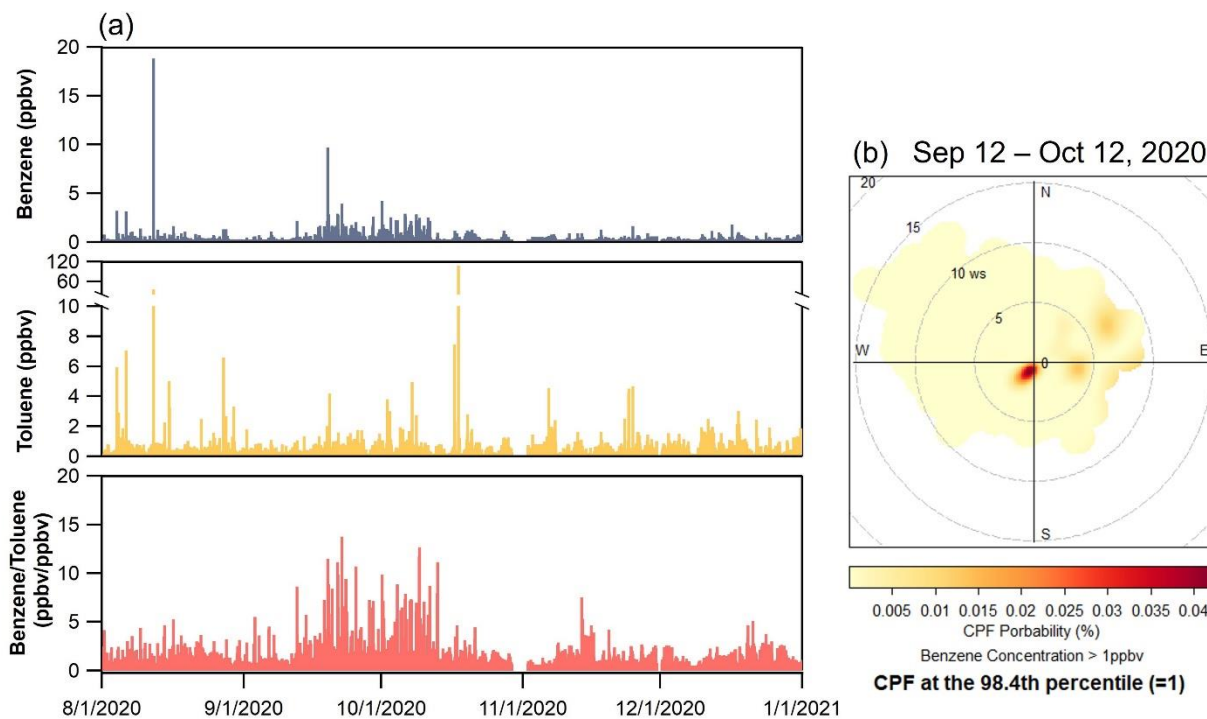 (a)
20
15
10
5
0
Benzene (ppbv)
120
60
10
8
6
4
2
0
Toluene (ppbv)
20
15
10
5
0
Benzene/Toluene
(ppbv/ppbv)
8/1/2020 9/1/2020 10/1/2020 11/1/2020 12/1/2020 1/1/2021
(b) Sep 12 – Oct 12, 2020
20
N
15
10 ws
5
W 0 E
S
0.005 0.01 0.015 0.02 0.025 0.03 0.035 0.04
CPF Porbability (%)
Benzene Concentration > 1ppbv
CPF at the 98.4th percentile (=1)